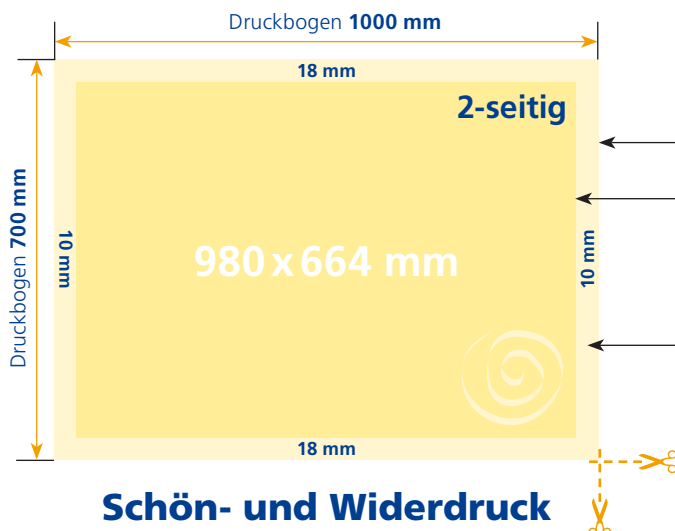 Druckbogen 1000 mm
18 mm
2-seitig
Druckbogen 700 mm
10 mm
980 x 664 mm
10 mm
18 mm
Schön- und Widerdruck